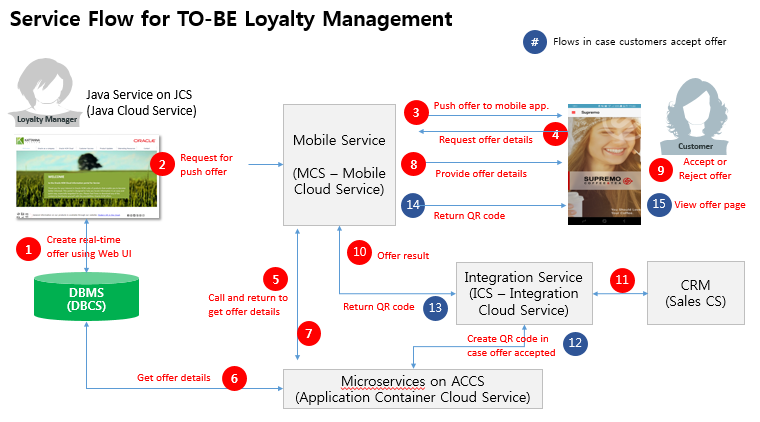 Service Flow for TO-BE Loyalty Management
# Flows in case customers accept offer
Loyalty Manager
Java Service on JCS
(Java Cloud Service)
ORACLE
WELCOME
2 Request for
push offer
Mobile Service
(MCS – Mobile
Cloud Service)
3 Push offer to mobile app.
4 Request offer details
8 Provide offer details
14 Return QR code
Supremo
SUPREMO
Customer
9 Accept or
Reject offer
15 View offer page
1 Create real-time
offer using Web UI
DBMS
(DBCS)
5 Call and return to
get offer details
7
10 Offer result
Return QR code 13
Integration Service
(ICS – Integration
Cloud Service)
11
CRM
(Sales CS)
Create QR code in
case offer accepted
12
Get offer details 6
Microservices on ACCS
(Application Container Cloud Service)